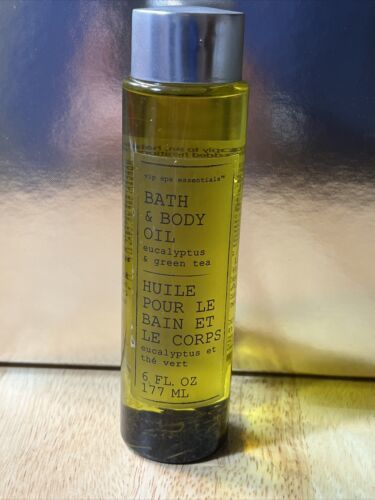 vip spa essentials™
BATH
& BODY
OIL
eucalyptus
& green tea
HUILE
POUR LE
BAIN ET
LE CORPS
eucalyptus et
thé vert
6 FL. OZ
177 ML